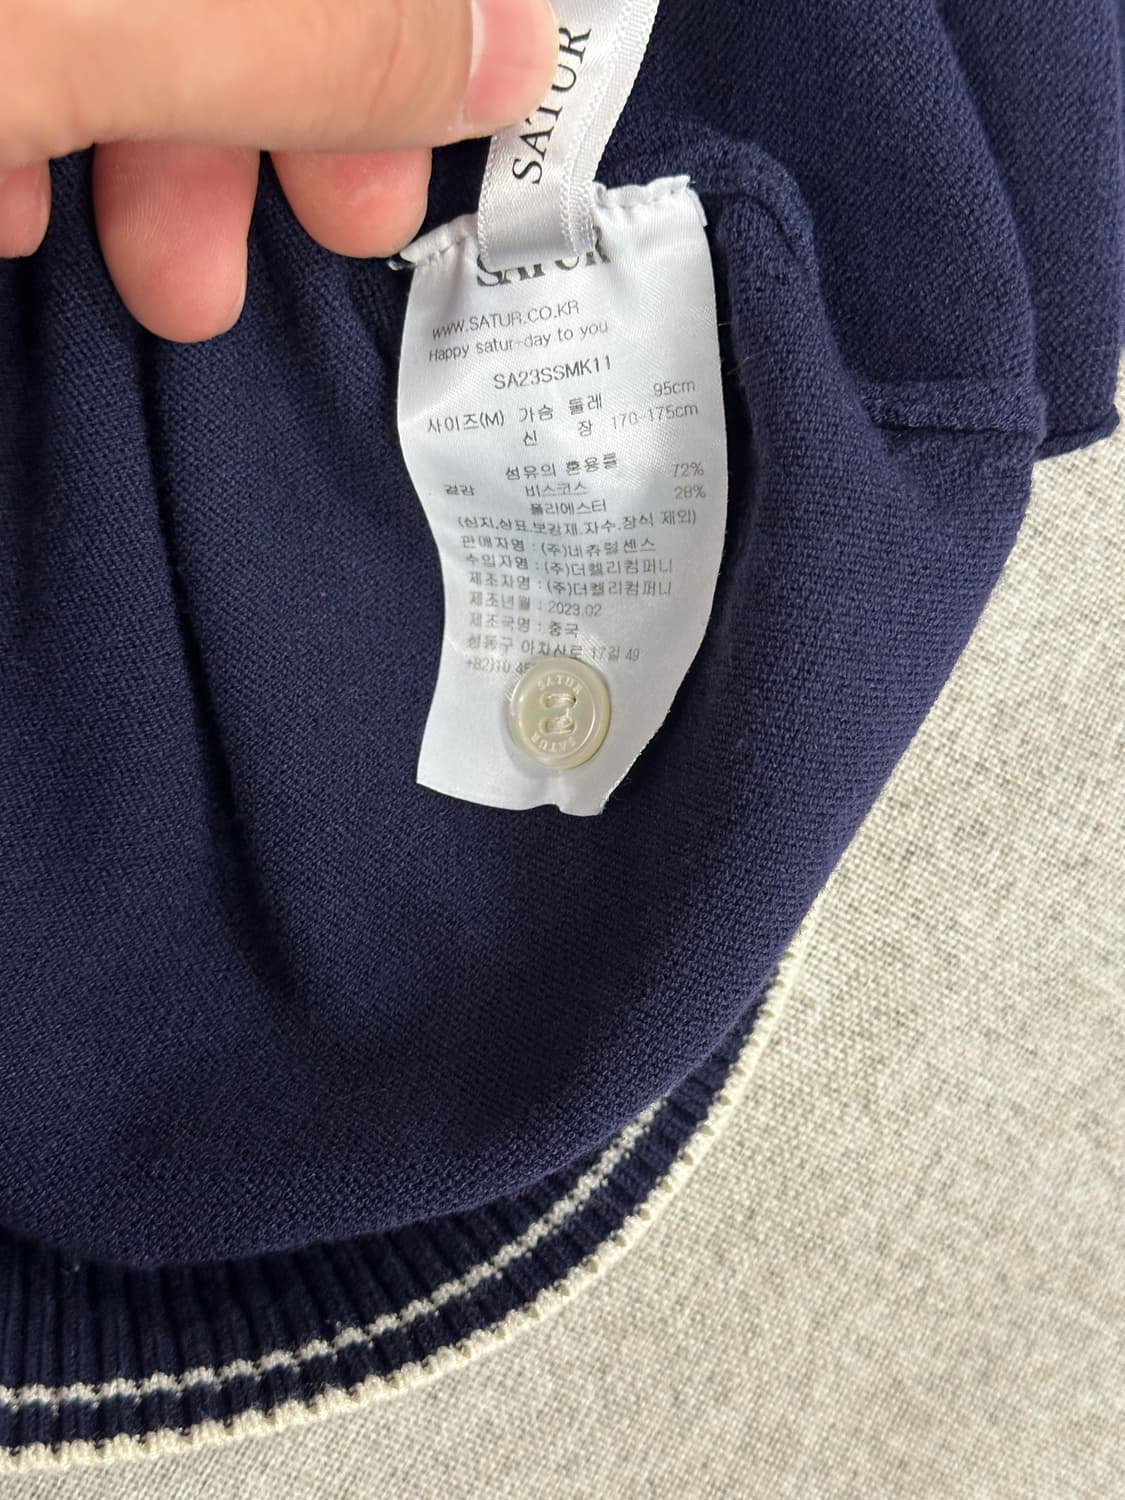 SATUR
SATUR
WWW.SATUR.CO.KR
Happy satur-day to you
SA23SSMK11
사이즈(M) 가슴 둘레 95cm
신 장 170-175cm
섬유의 혼용률
겉감 비스코스 72%
폴리에스터 28%
(심지,상표,보강재,자수,장식 제외)
판매자명 : (주)네츄럴센스
수입자명 : (주)더켈리컴퍼니
제조자명 : (주)더켈리컴퍼니
제조년월 : 2023.02
제조국명 : 중국
성동구 아차산로 17길 49
+82)10
SATUR
SATUR